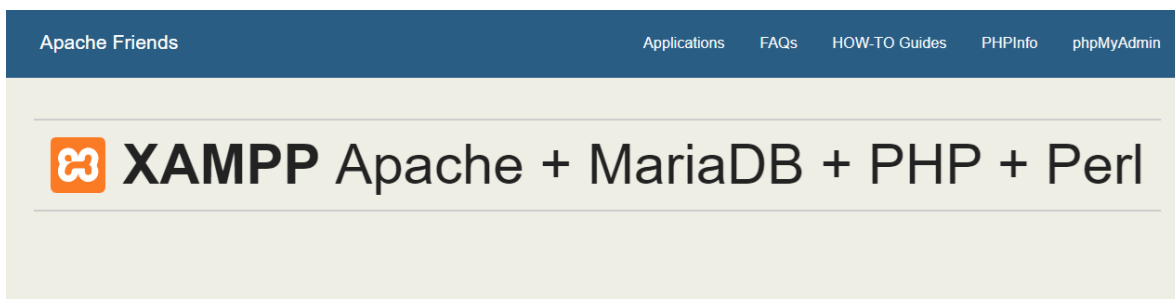 Apache Friends Applications FAQs HOW-TO Guides PHPInfo phpMyAdmin
XAMPP Apache + MariaDB + PHP + Perl